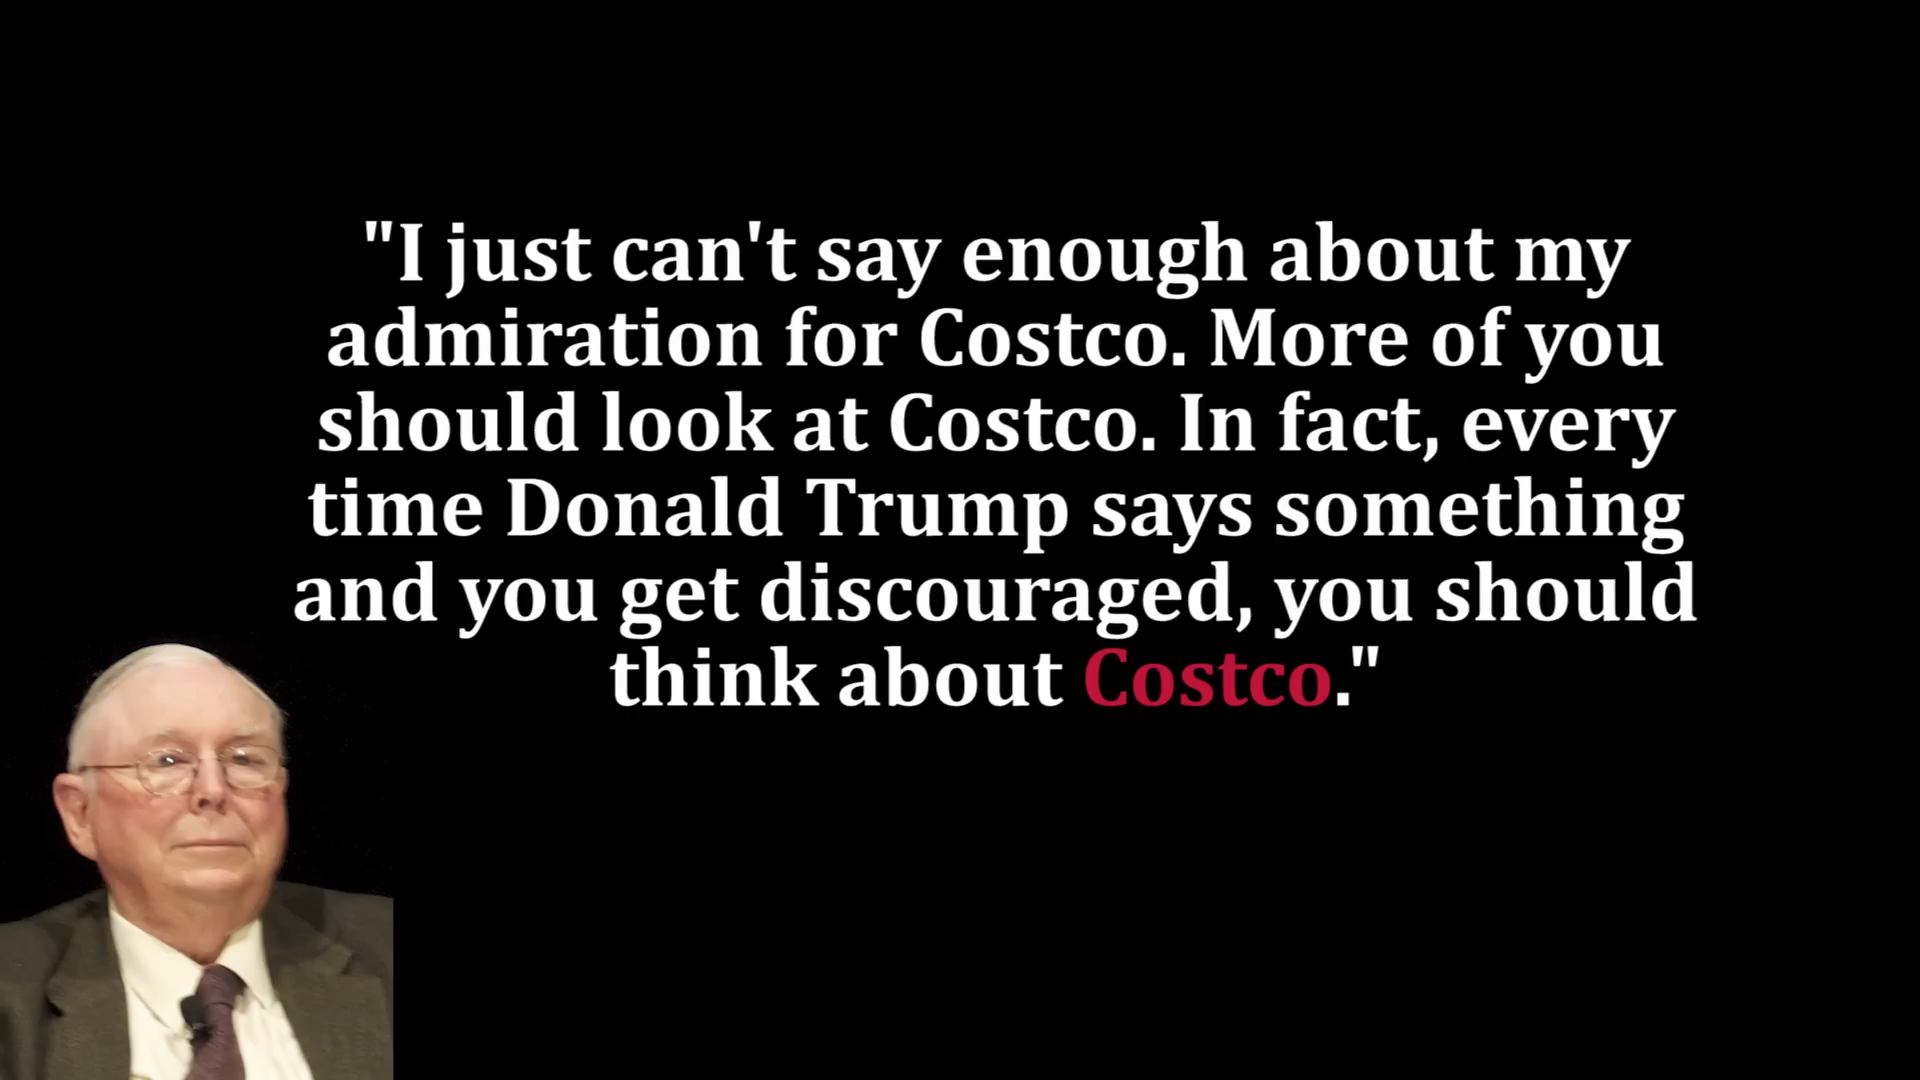 "I just can't say enough about my
admiration for Costco. More of you
should look at Costco. In fact, every
time Donald Trump says something
and you get discouraged, you should
think about Costco."